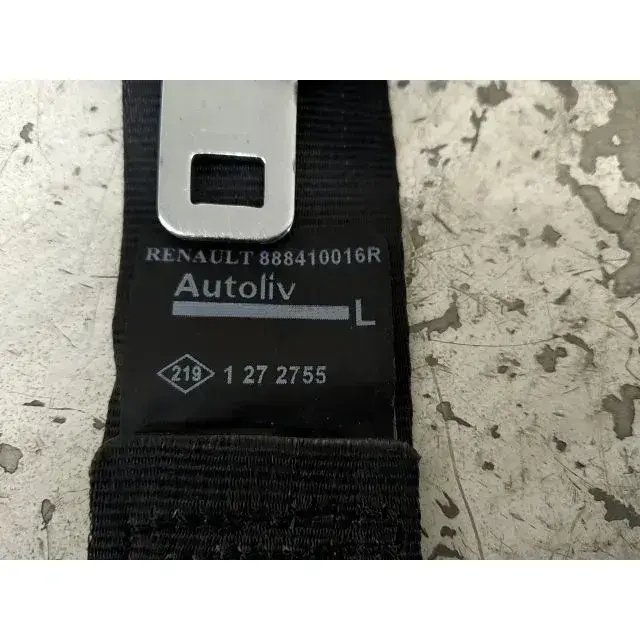 RENAULT 888410016R
Autoliv
L
219 1 27 2755